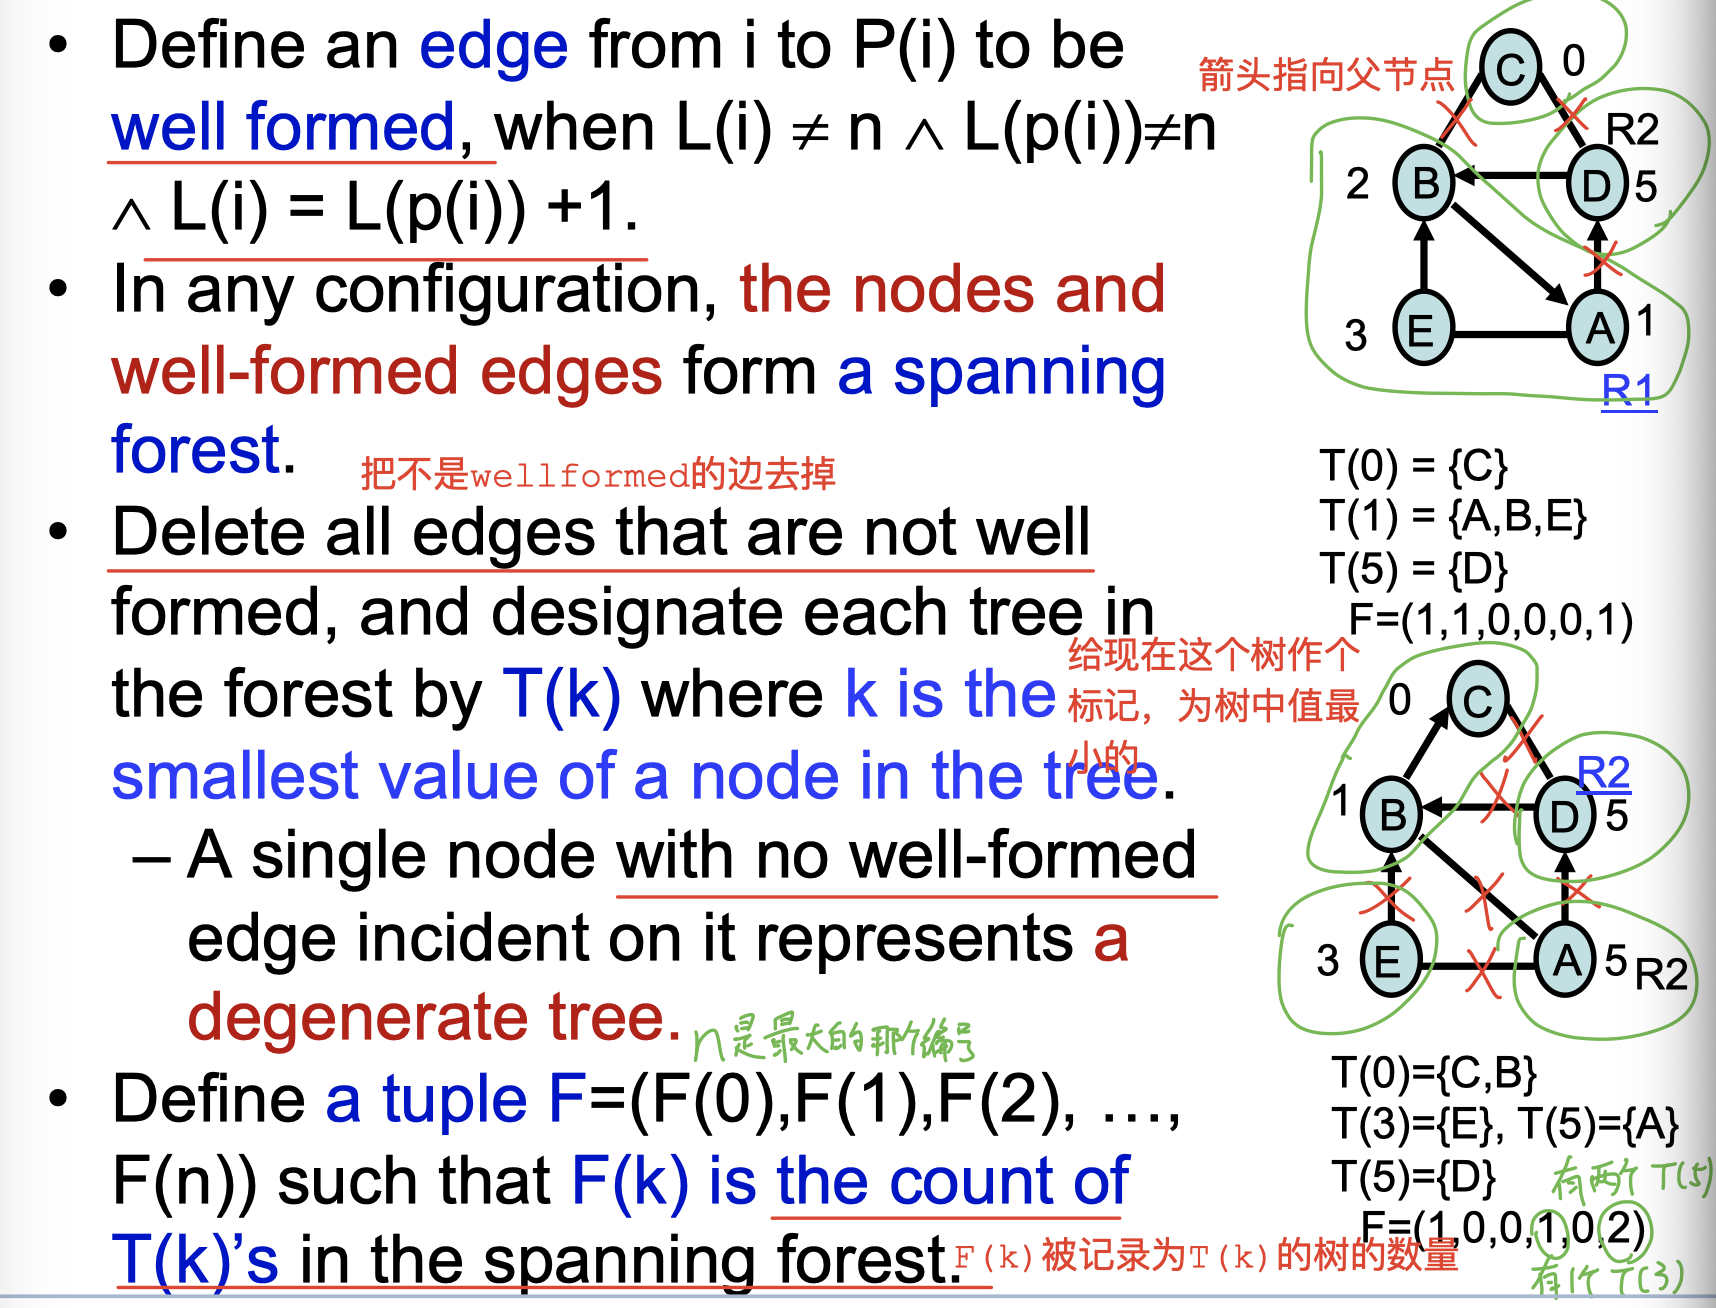 • Define an edge from i to P(i) to be
well formed, when L(i) ≠ n ∧ L(p(i))≠n
∧ L(i) = L(p(i)) +1.
• In any configuration, the nodes and
well-formed edges form a spanning
forest.
把不是wellformed的边去掉
• Delete all edges that are not well
formed, and designate each tree in
the forest by T(k) where k is the
smallest value of a node in the tree.
给现在这个树作个
标记，为树中值最
小的
– A single node with no well-formed
edge incident on it represents a
degenerate tree.
n是最大的那个编号
• Define a tuple F=(F(0),F(1),F(2), …,
F(n)) such that F(k) is the count of
T(k)’s in the spanning forest.
F(k)被记录为T(k)的树的数量
箭头指向父节点
C 0
R2
2 B D 5
3 E A 1
R1
T(0) = {C}
T(1) = {A,B,E}
T(5) = {D}
F=(1,1,0,0,0,1)
0 C
R2
1 B D 5
3 E A 5 R2
T(0)={C,B}
T(3)={E}, T(5)={A}
T(5)={D}
有两个 T(5)
F=(1,0,0,1,0,2)
有1个 T(3)